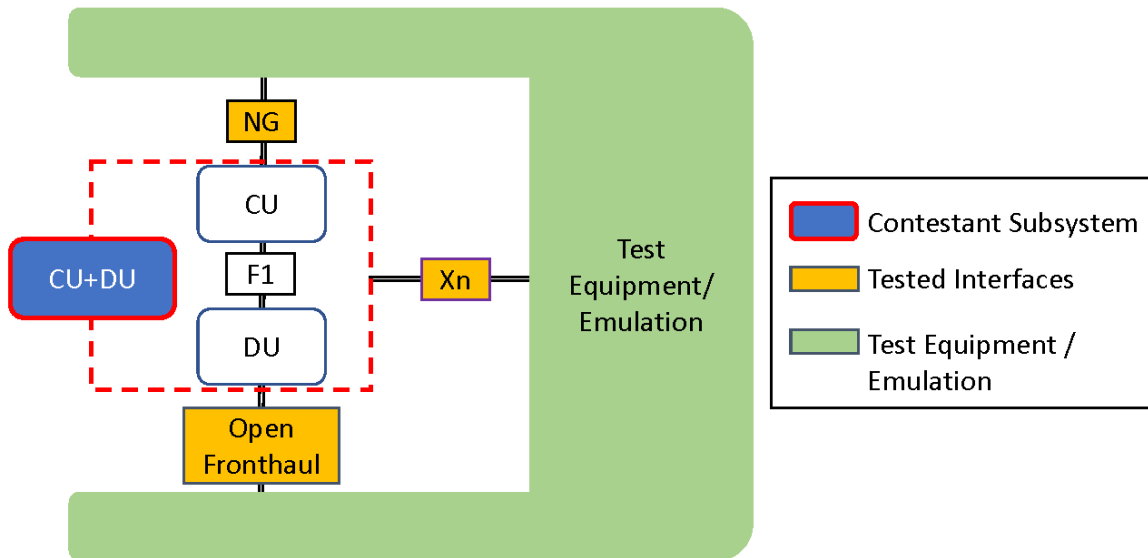 NG
CU
CU+DU
F1
Xn
DU
Open
Fronthaul
Test
Equipment/
Emulation
Contestant Subsystem
Tested Interfaces
Test Equipment /
Emulation